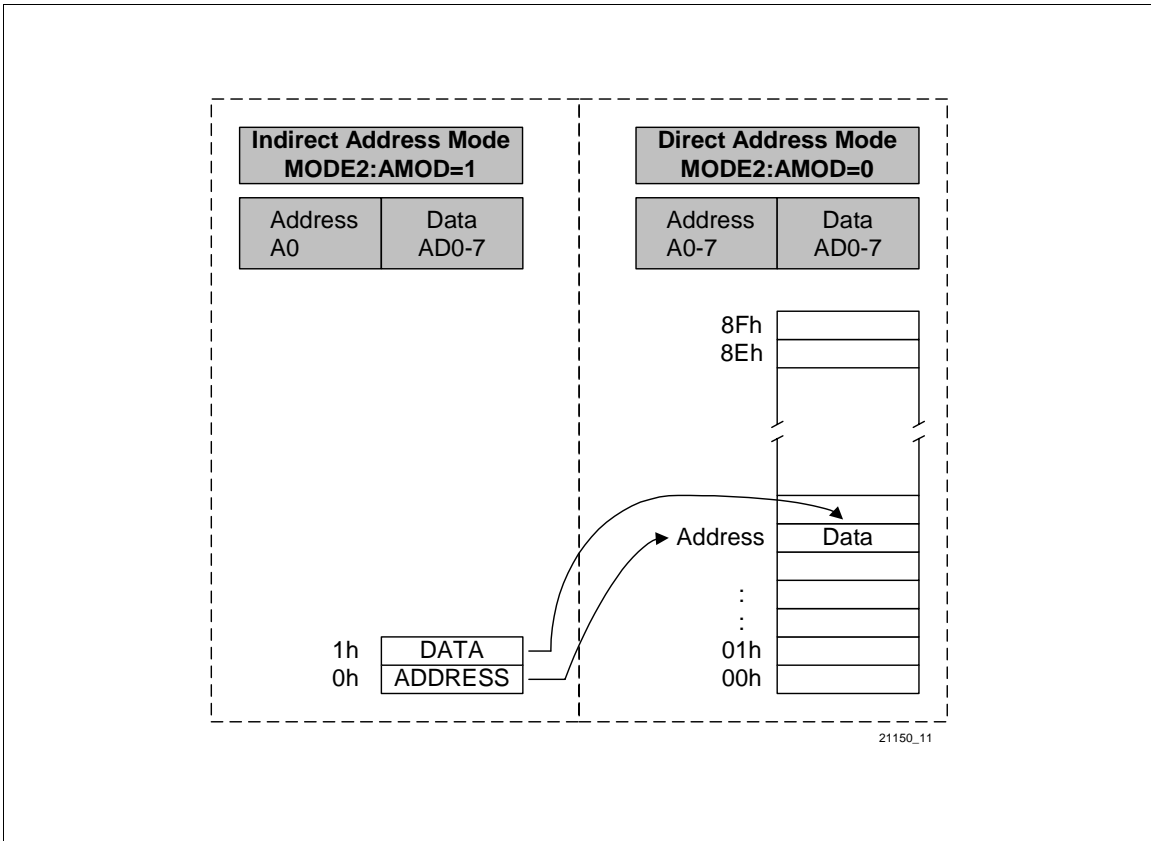 Indirect Address Mode
MODE2:AMOD=1
Address
A0
Data
AD0-7
Direct Address Mode
MODE2:AMOD=0
Address
A0-7
Data
AD0-7
8Fh
8Eh
Address
Data
:
:
1h
DATA
01h
0h
ADDRESS
00h
21150_11